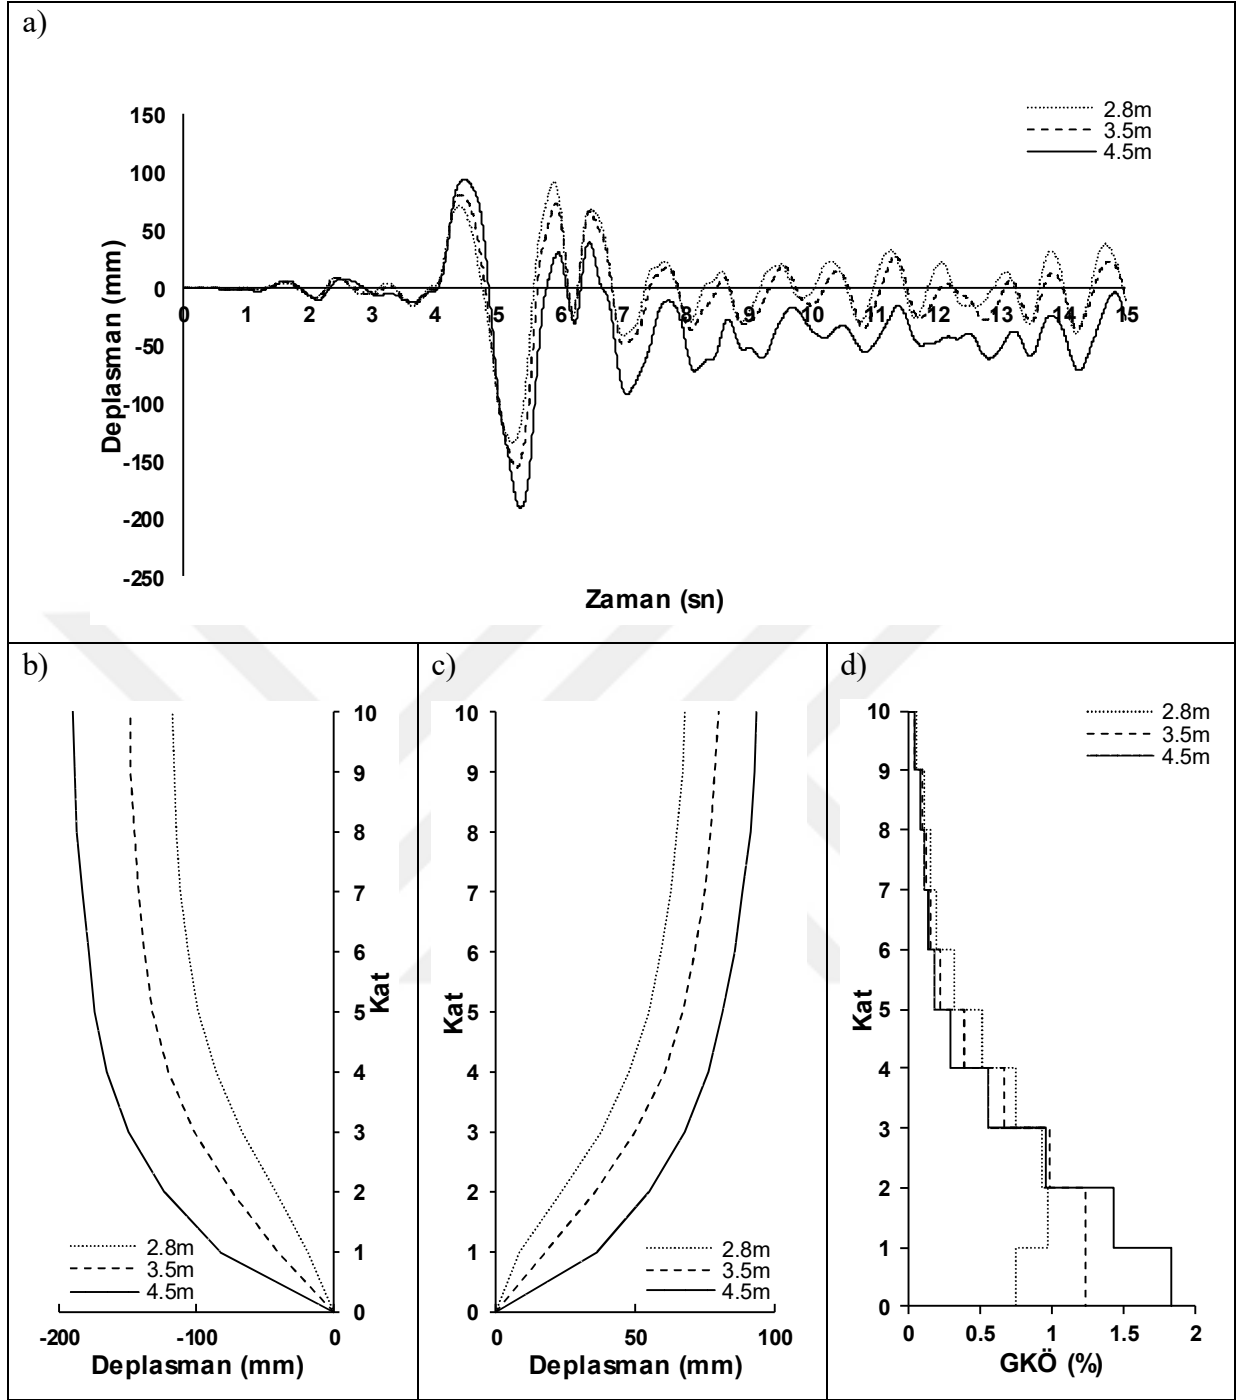 a)
150
100
50
0
-50
-100
-150
-200
-250
Deplasman (mm)
0 1 2 3 4 5 6 7 8 9 10 11 12 13 14 15
Zaman (sn)
2.8m
3.5m
4.5m
b)
10
9
8
7
6
5
4
3
2
1
0
Kat
2.8m
3.5m
4.5m
-200 -100 0
Deplasman (mm)
c)
10
9
8
7
6
5
4
3
2
1
0
Kat
2.8m
3.5m
4.5m
0 50 100
Deplasman (mm)
d)
10
9
8
7
6
5
4
3
2
1
0
Kat
2.8m
3.5m
4.5m
0 0.5 1 1.5 2
GKÖ (%)